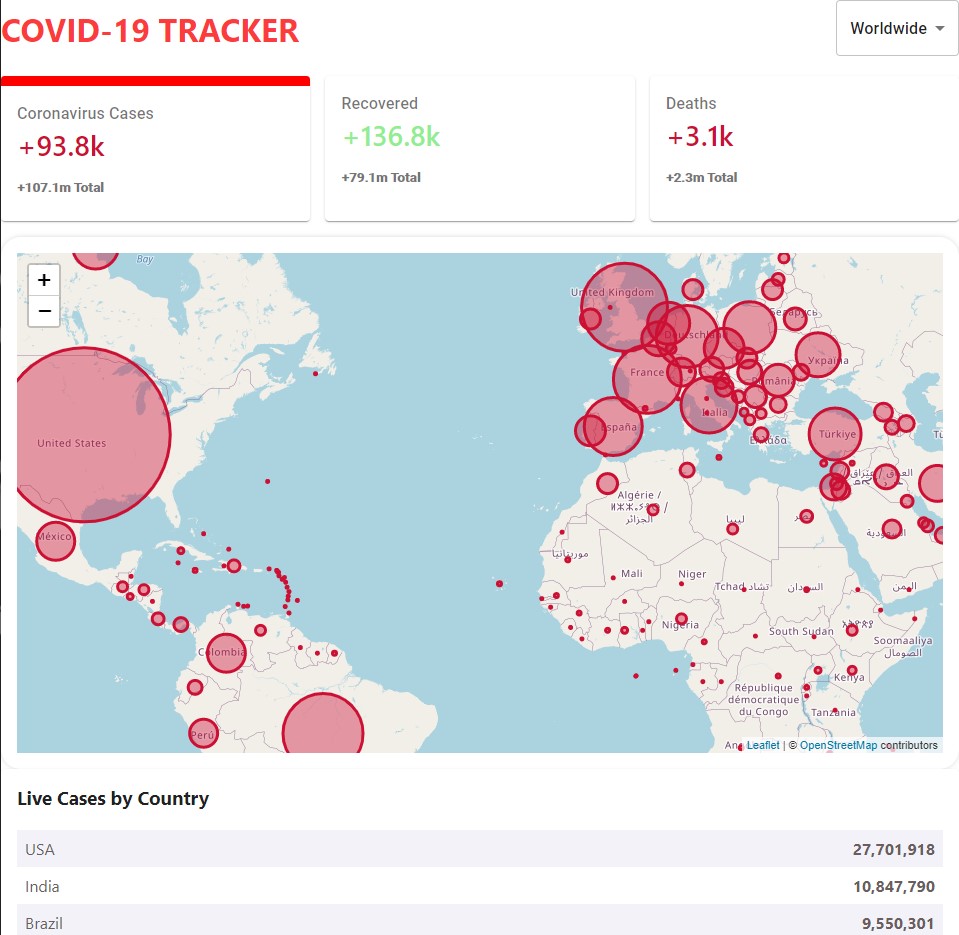 COVID-19 TRACKER
Worldwide
Coronavirus Cases
+93.8k
+107.1m Total
Recovered
+136.8k
+79.1m Total
Deaths
+3.1k
+2.3m Total
+
−
Bay
United Kingdom
Беларусь
Deutschland
Україна
France
România
Italia
España
Ελλάδα
Türkiye
United States
México
Algérie /
الجزائر
ليبيا
مصر
العراق
السعودية
موريتانيا
Mali
Niger
Tchad تشاد
السودان
اليمن
Nigeria
South Sudan
Soomaaliya
الصومال
Colombia
Kenya
République
démocratique
du Congo
Tanzania
Perú
Leaflet | © OpenStreetMap contributors
Live Cases by Country
USA 27,701,918
India 10,847,790
Brazil 9,550,301